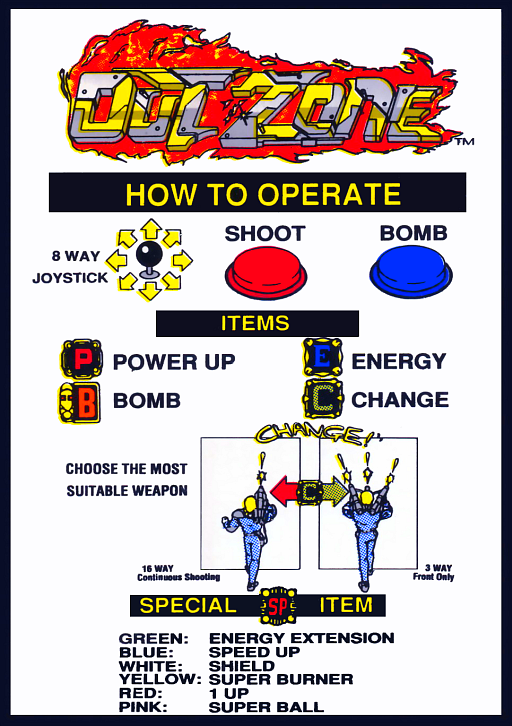 OUT ZONE™
HOW TO OPERATE
8 WAY
JOYSTICK
SHOOT
BOMB
ITEMS
P POWER UP
E ENERGY
B BOMB
C CHANGE
CHANGE!
CHOOSE THE MOST
SUITABLE WEAPON
C
16 WAY
Continuous Shooting
3 WAY
Front Only
SPECIAL SP ITEM
GREEN: ENERGY EXTENSION
BLUE: SPEED UP
WHITE: SHIELD
YELLOW: SUPER BURNER
RED: 1 UP
PINK: SUPER BALL